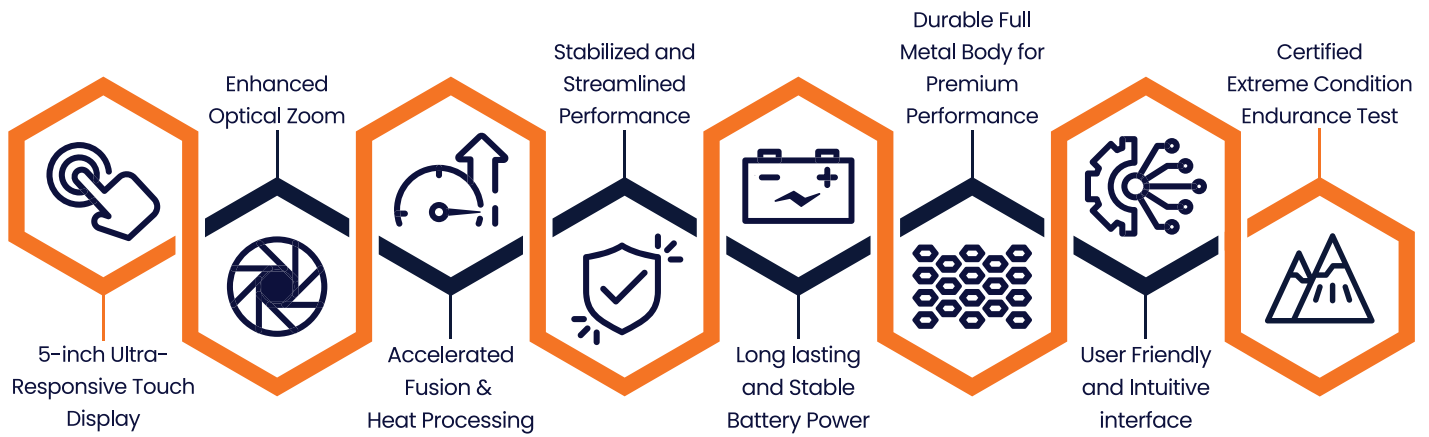 5-inch Ultra-
Responsive Touch
Display
Enhanced
Optical Zoom
Accelerated
Fusion &
Heat Processing
Stabilized and
Streamlined
Performance
Long lasting
and Stable
Battery Power
Durable Full
Metal Body for
Premium
Performance
User Friendly
and Intuitive
interface
Certified
Extreme Condition
Endurance Test